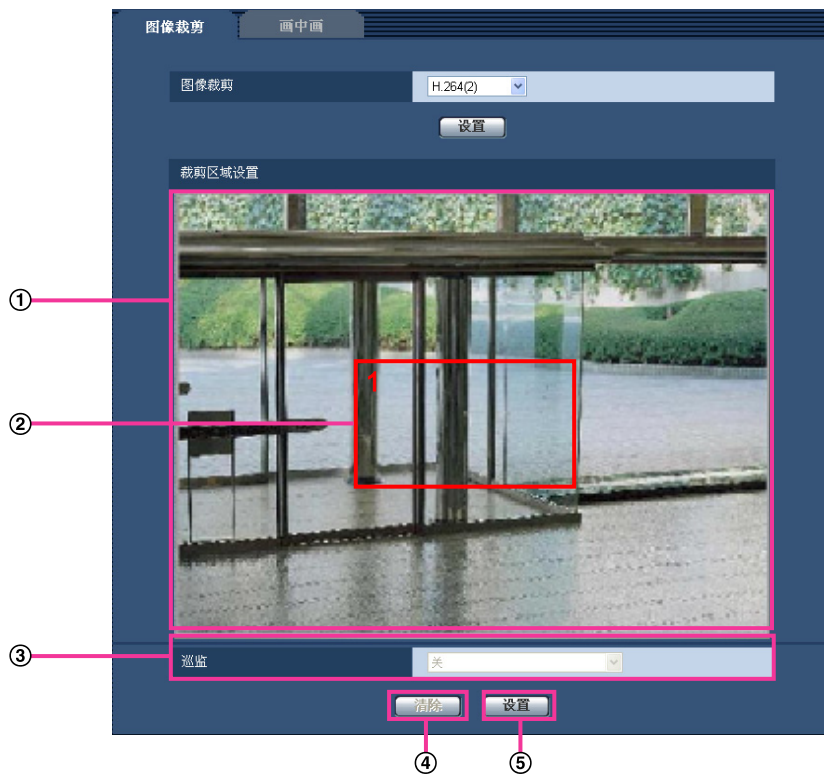 图像裁剪 画中画
图像裁剪 H.264(2)
设置
裁剪区域设置
①
1
②
③ 巡监 关
清除 设置
④ ⑤